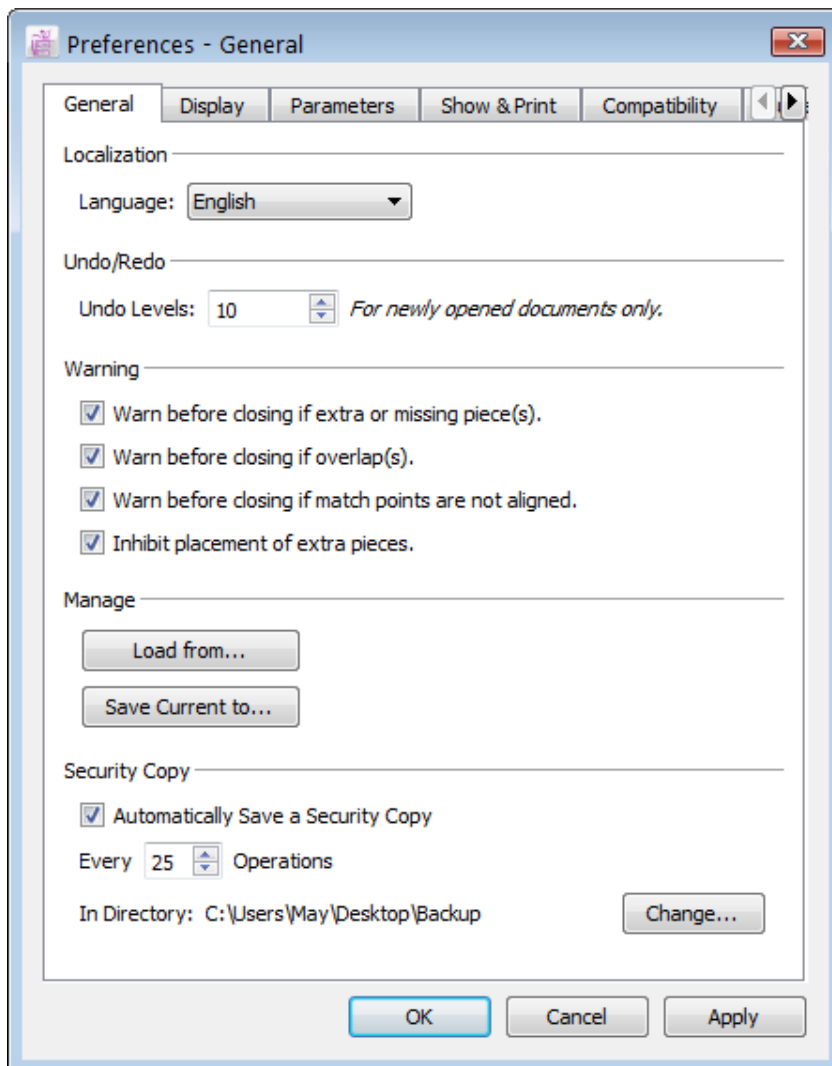 Preferences - General
General Display Parameters Show & Print Compatibility
Localization
Language: English
Undo/Redo
Undo Levels: 10 For newly opened documents only.
Warning
Warn before closing if extra or missing piece(s).
Warn before closing if overlap(s).
Warn before closing if match points are not aligned.
Inhibit placement of extra pieces.
Manage
Load from...
Save Current to...
Security Copy
Automatically Save a Security Copy
Every 25 Operations
In Directory: C:\Users\May\Desktop\Backup Change...
OK Cancel Apply